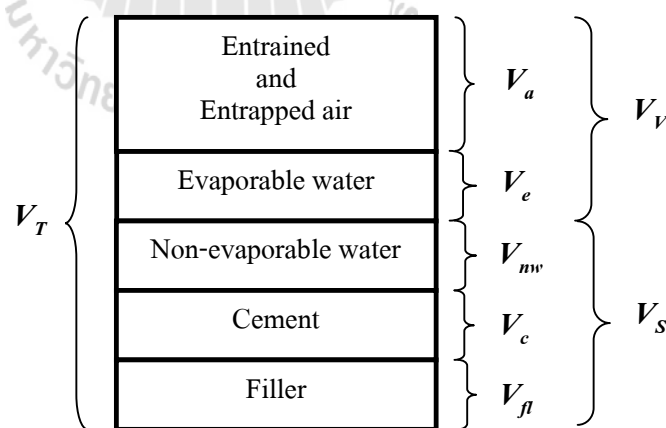 Entrained
and
Entrapped air
V_a
V_V
Evaporable water
V_e
V_T
Non-evaporable water
V_nw
Cement
V_c
V_S
Filler
V_fl